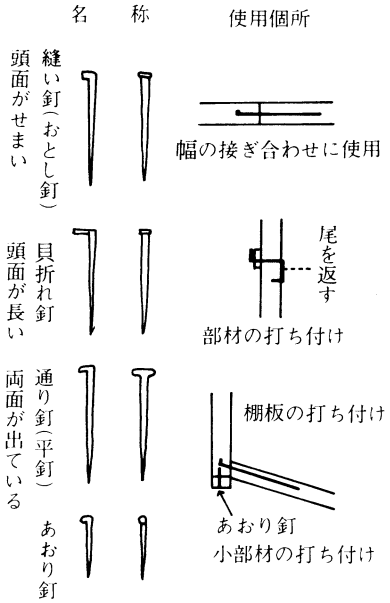 名称
使用個所
縫い釘(おとし釘)
頭面がせまい
幅の接ぎ合わせに使用
貝折れ釘
頭面が長い
尾を返す
部材の打ち付け
通り釘(平釘)
両面が出ている
棚板の打ち付け
あおり釘
あおり釘
小部材の打ち付け